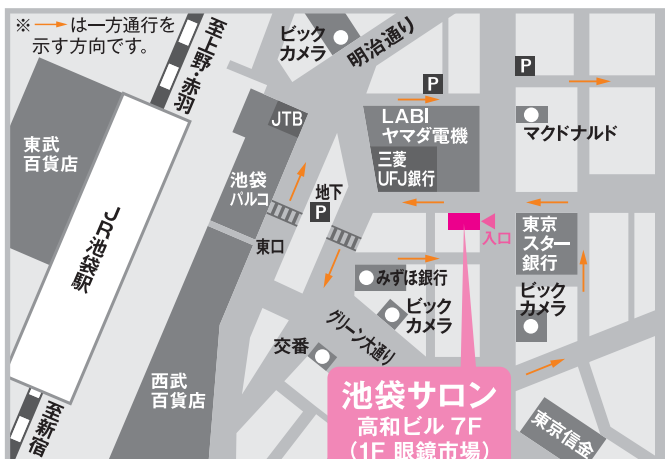 ※→は一方通行を
示す方向です。
至上野・赤羽
ビック
カメラ
明治通り
P
P
JTB
LABI
ヤマダ電機
マクドナルド
東武
百貨店
三菱
UFJ銀行
池袋
パルコ
地下
P
JR池袋駅
東口
入口
東京
スター
銀行
みずほ銀行
ビック
カメラ
ビック
カメラ
グリーン大通り
交番
西武
百貨店
至新宿
池袋サロン
高和ビル 7F
(1F 眼鏡市場)
東京信金